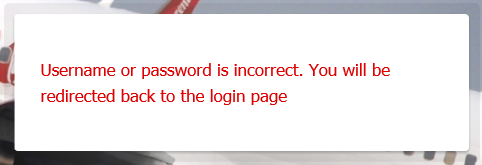 Username or password is incorrect. You will be
redirected back to the login page